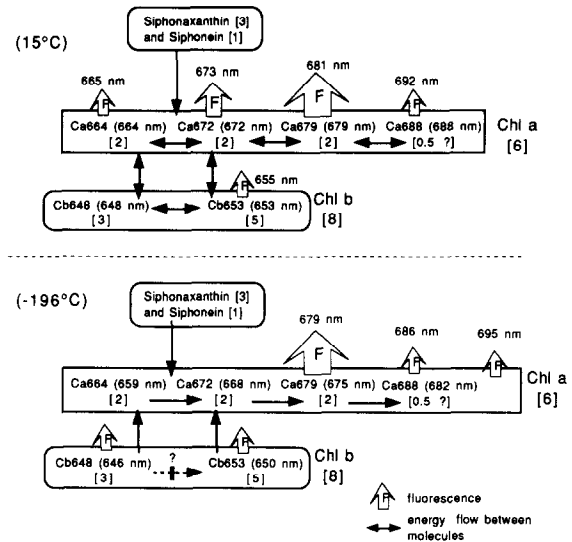 (15°C)
Siphonaxanthin [3]
and Siphonein [1]
665 nm
673 nm
681 nm
692 nm
F
F
F
F
Ca664 (664 nm) Ca672 (672 nm) Ca679 (679 nm) Ca688 (688 nm)
[2] [2] [2] [0.5 ?]
Chl a
[6]
F
655 nm
Cb648 (648 nm) Cb653 (653 nm)
[3] [5]
Chl b
[8]
(-196°C)
Siphonaxanthin [3]
and Siphonein [1]
679 nm
686 nm
695 nm
F
F
F
Ca664 (659 nm) Ca672 (668 nm) Ca679 (675 nm) Ca688 (682 nm)
[2] [2] [2] [0.5 ?]
Chl a
[6]
F
F
Cb648 (646 nm) ? Cb653 (650 nm)
[3] [5]
Chl b
[8]
F fluorescence
energy flow between
molecules